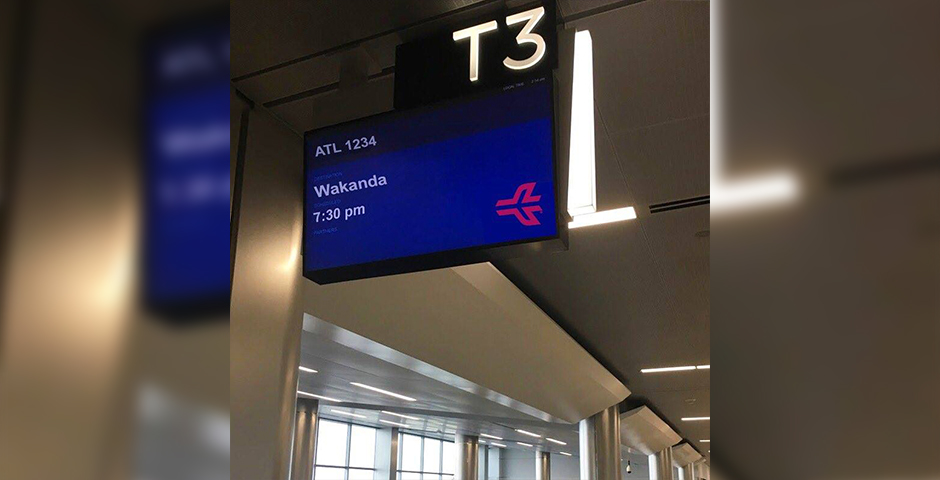 T3
ATL 1234
Wakanda
7:30 pm